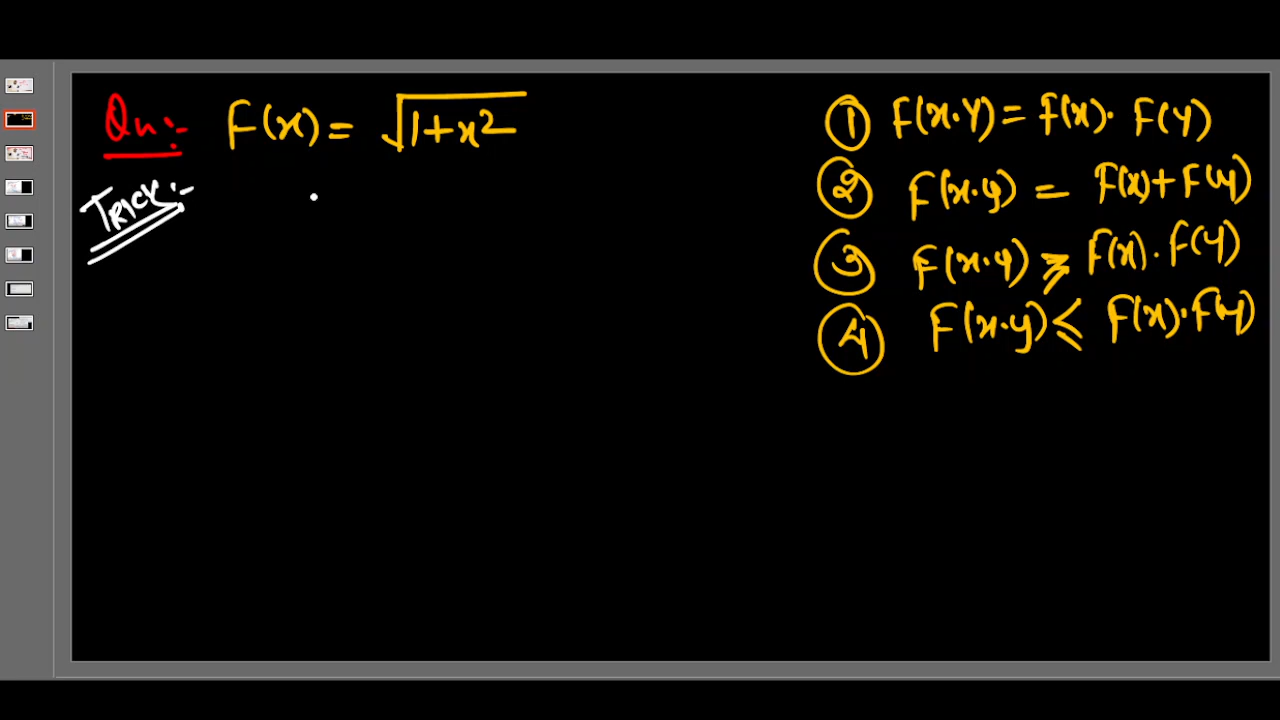 Qn:- F(x) = √1+x2
TRICK:-
① F(x.Y) = F(x). F(Y)
② F(x.y) = F(x)+F(y)
③ F(x.y) ⩾ F(x).F(y)
④ F(x.y) ⩽ F(x).F(y)